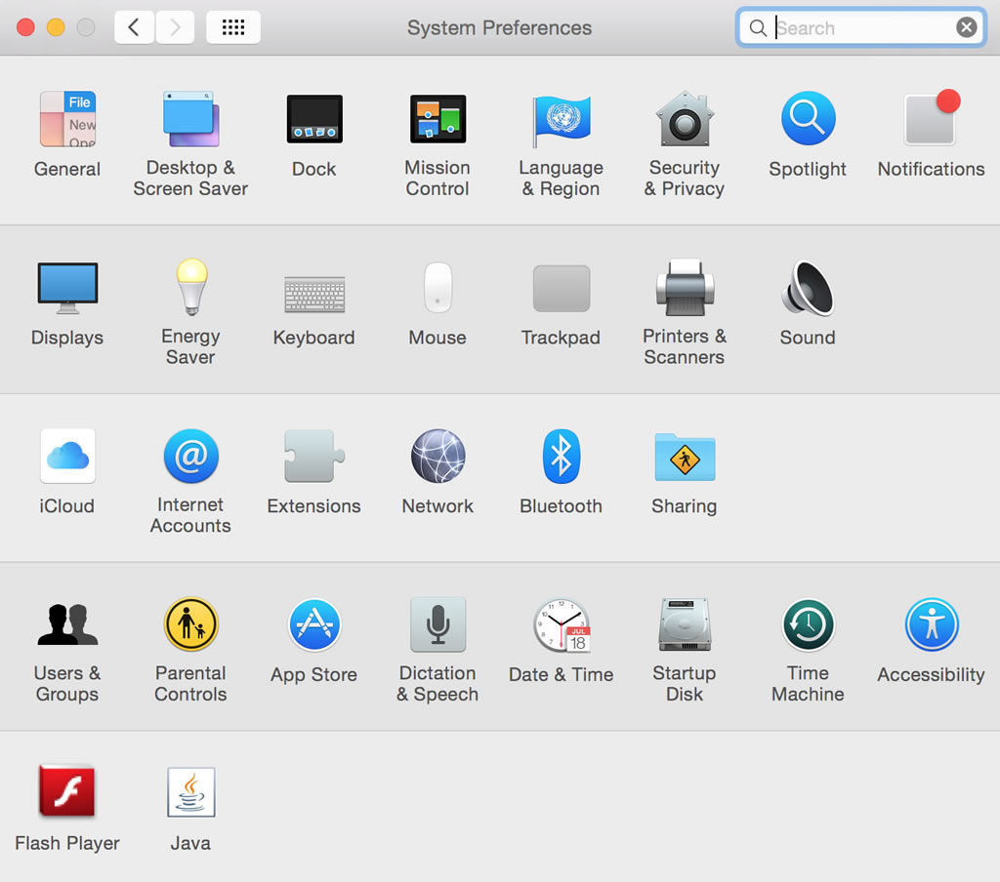 System Preferences
Search
File
New
Ope
General
Desktop &
Screen Saver
Dock
Mission
Control
Language
& Region
Security
& Privacy
Spotlight
Notifications
Displays
Energy
Saver
Keyboard
Mouse
Trackpad
Printers &
Scanners
Sound
@
iCloud
Internet
Accounts
Extensions
Network
Bluetooth
Sharing
JUL
18
Users &
Groups
Parental
Controls
App Store
Dictation
& Speech
Date & Time
Startup
Disk
Time
Machine
Accessibility
Flash Player
Java